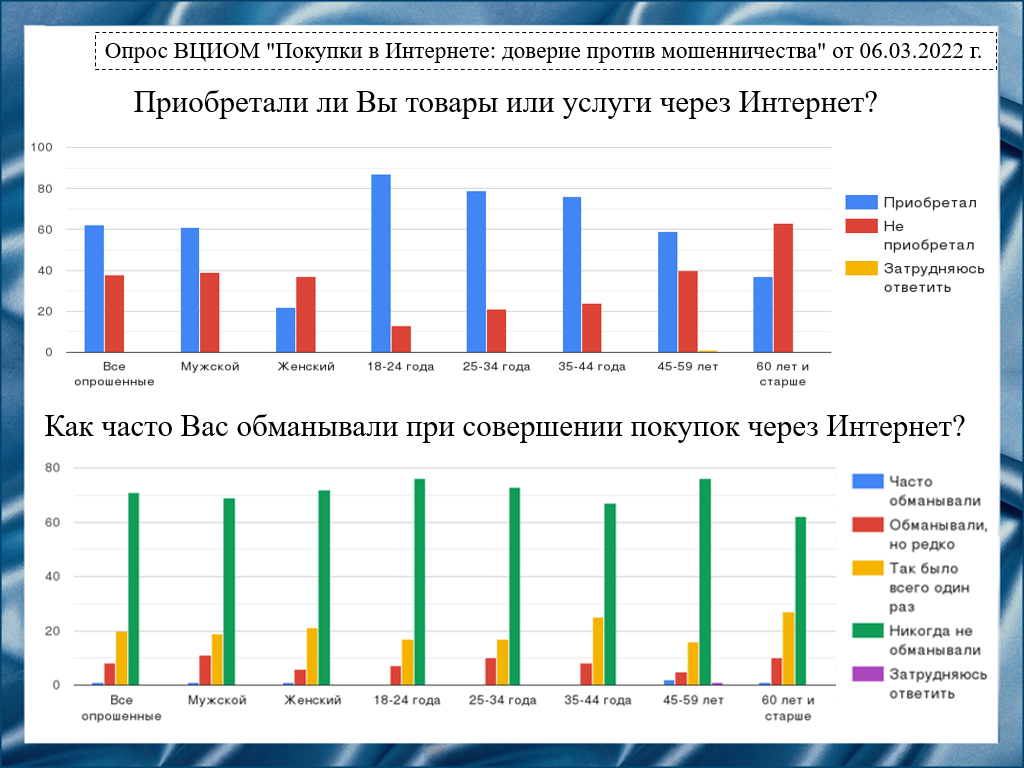 Опрос ВЦИОМ "Покупки в Интернете: доверие против мошенничества" от 06.03.2022 г.
Приобретали ли Вы товары или услуги через Интернет?
100
80
60
40
20
0
Все
опрошенные
Мужской
Женский
18-24 года
25-34 года
35-44 года
45-59 лет
60 лет и
старше
Приобретал
Не
приобретал
Затрудняюсь
ответить
Как часто Вас обманывали при совершении покупок через Интернет?
80
60
40
20
0
Все
опрошенные
Мужской
Женский
18-24 года
25-34 года
35-44 года
45-59 лет
60 лет и
старше
Часто
обманывали
Обманывали,
но редко
Так было
всего один
раз
Никогда не
обманывали
Затрудняюсь
ответить